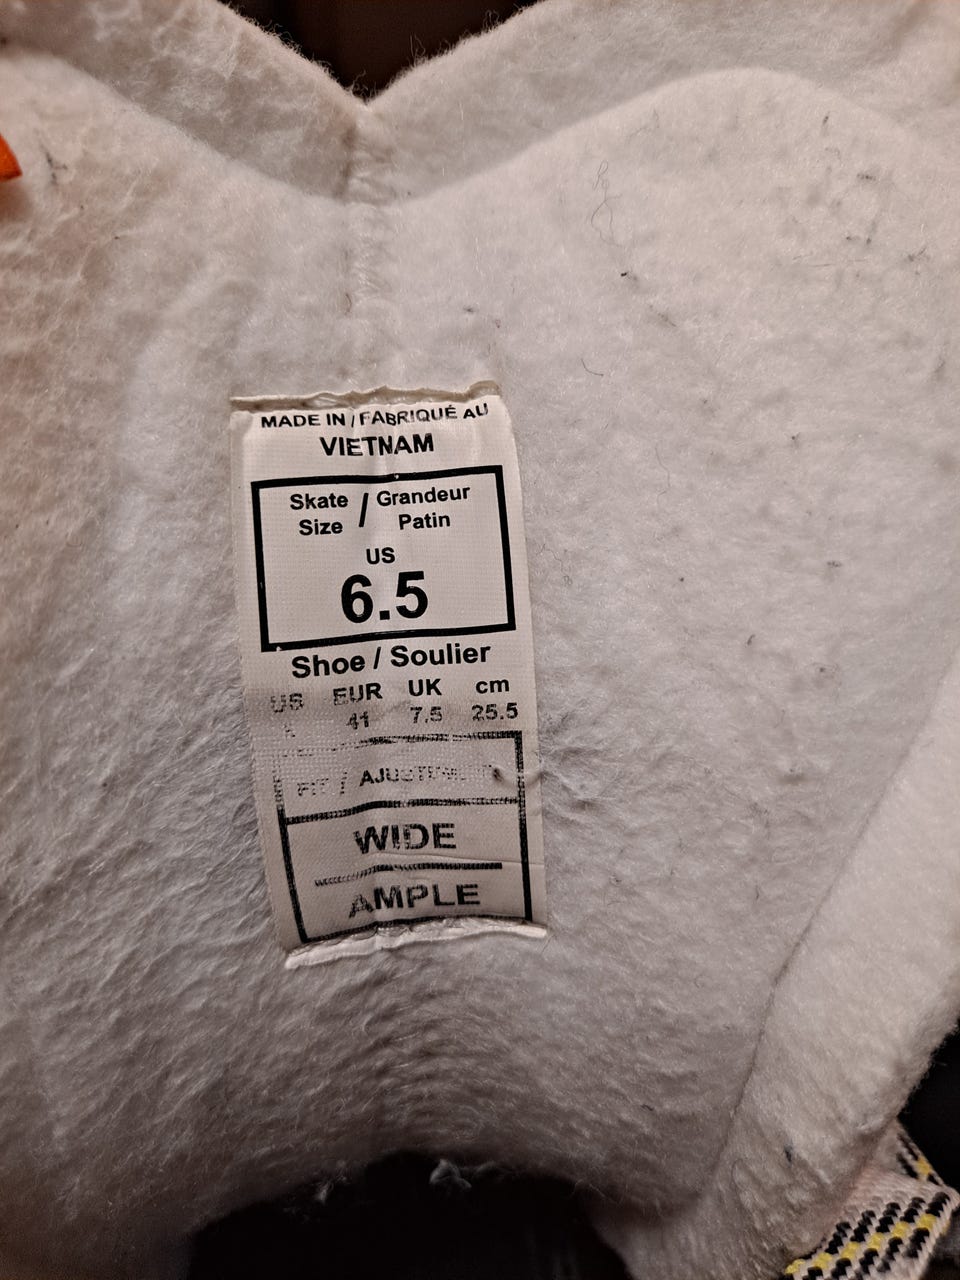 MADE IN / FABRIQUÉ AU
VIETNAM
Skate Size / Grandeur Patin
US
6.5
Shoe / Soulier
US EUR UK cm
41 7.5 25.5
FIT / AJUSTEMENT
WIDE
AMPLE